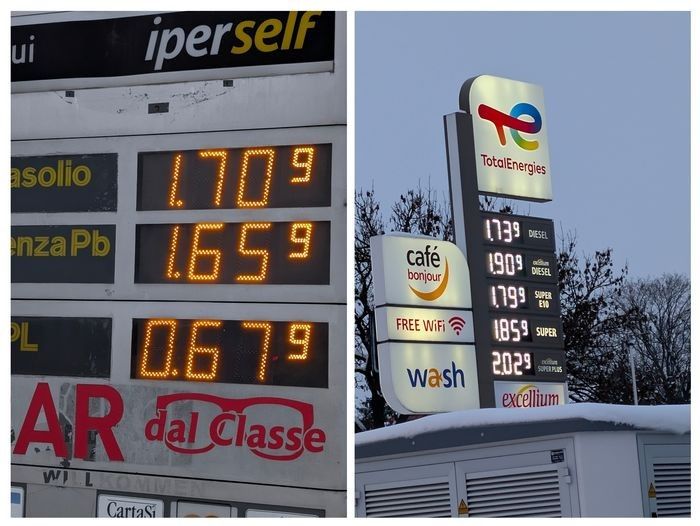 ui
iperself
asolio
1.709
enza Pb
1.659
PL
0.679
AR
dal Classe
WILLKOMMEN
CartaSi
TotalEnergies
1.739 DIESEL
1.909 excellium DIESEL
1.799 SUPER E10
1.859 SUPER
2.029 excellium SUPER PLUS
excellium
café
bonjour
FREE WiFi
wash